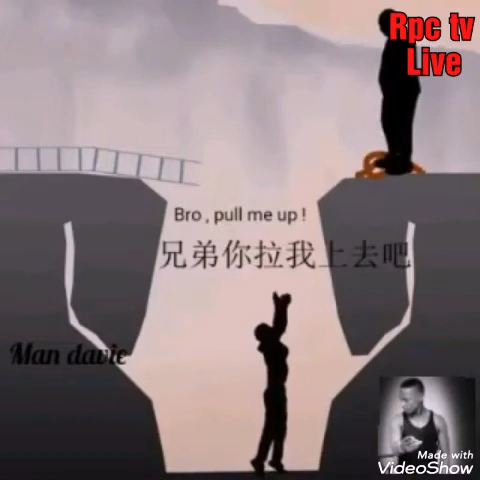 Rpc tv
Live
Bro , pull me up !
兄弟你拉我上去吧
Man davie
Made with
VideoShow